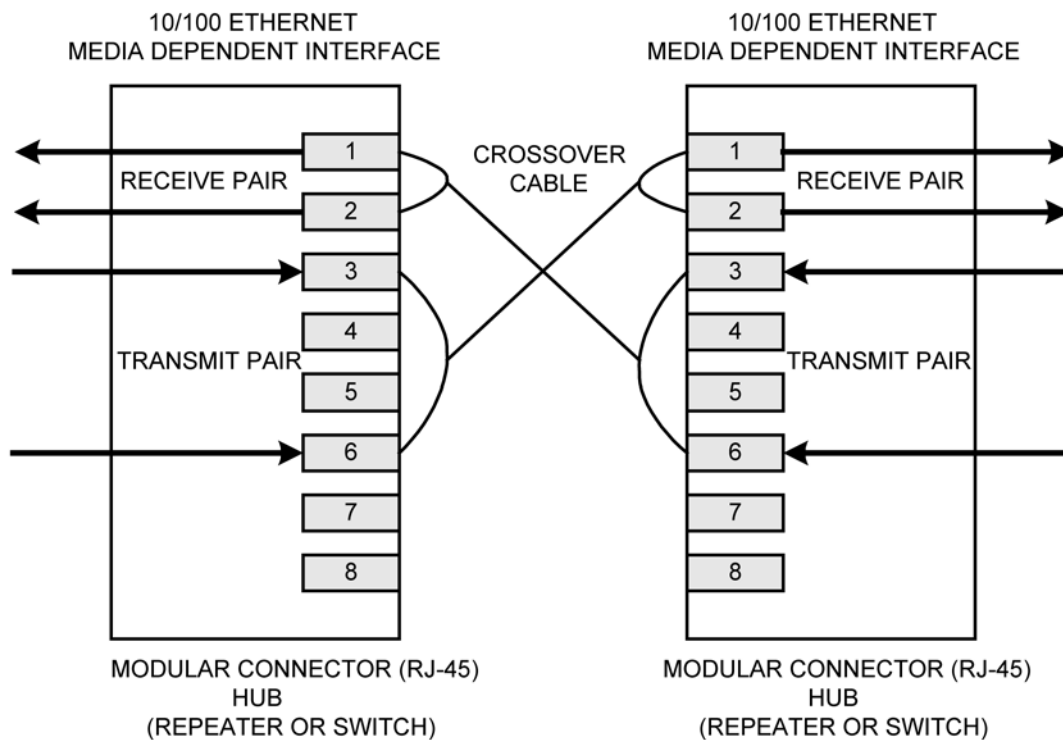 10/100 ETHERNET
MEDIA DEPENDENT INTERFACE
10/100 ETHERNET
MEDIA DEPENDENT INTERFACE
1
RECEIVE PAIR
2
3
4
TRANSMIT PAIR
5
6
7
8
CROSSOVER
CABLE
1
RECEIVE PAIR
2
3
4
TRANSMIT PAIR
5
6
7
8
MODULAR CONNECTOR (RJ-45)
HUB
(REPEATER OR SWITCH)
MODULAR CONNECTOR (RJ-45)
HUB
(REPEATER OR SWITCH)